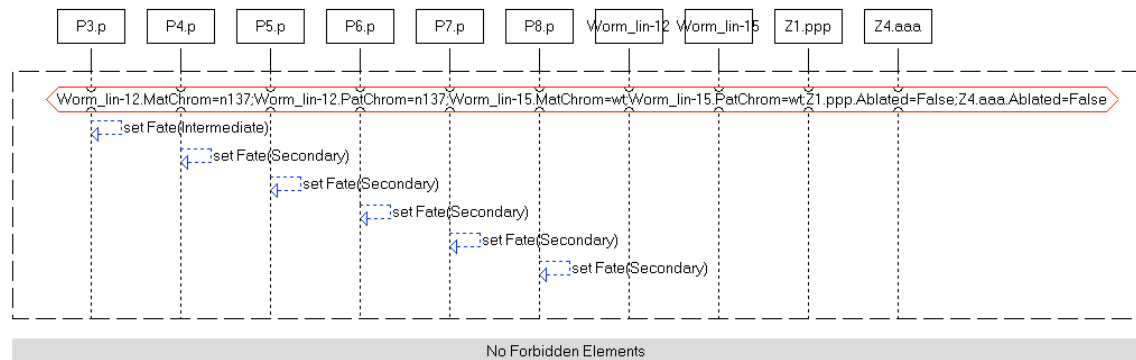 P3.p P4.p P5.p P6.p P7.p P8.p Worm_lin-12 Worm_lin-15 Z1.ppp Z4.aaa
Worm_lin-12.MatChrom=n137;Worm_lin-12.PatChrom=n137;Worm_lin-15.MatChrom=wt;Worm_lin-15.PatChrom=wt;Z1.ppp.Ablated=False;Z4.aaa.Ablated=False
set Fate(Intermediate)
set Fate(Secondary)
set Fate(Secondary)
set Fate(Secondary)
set Fate(Secondary)
set Fate(Secondary)
No Forbidden Elements